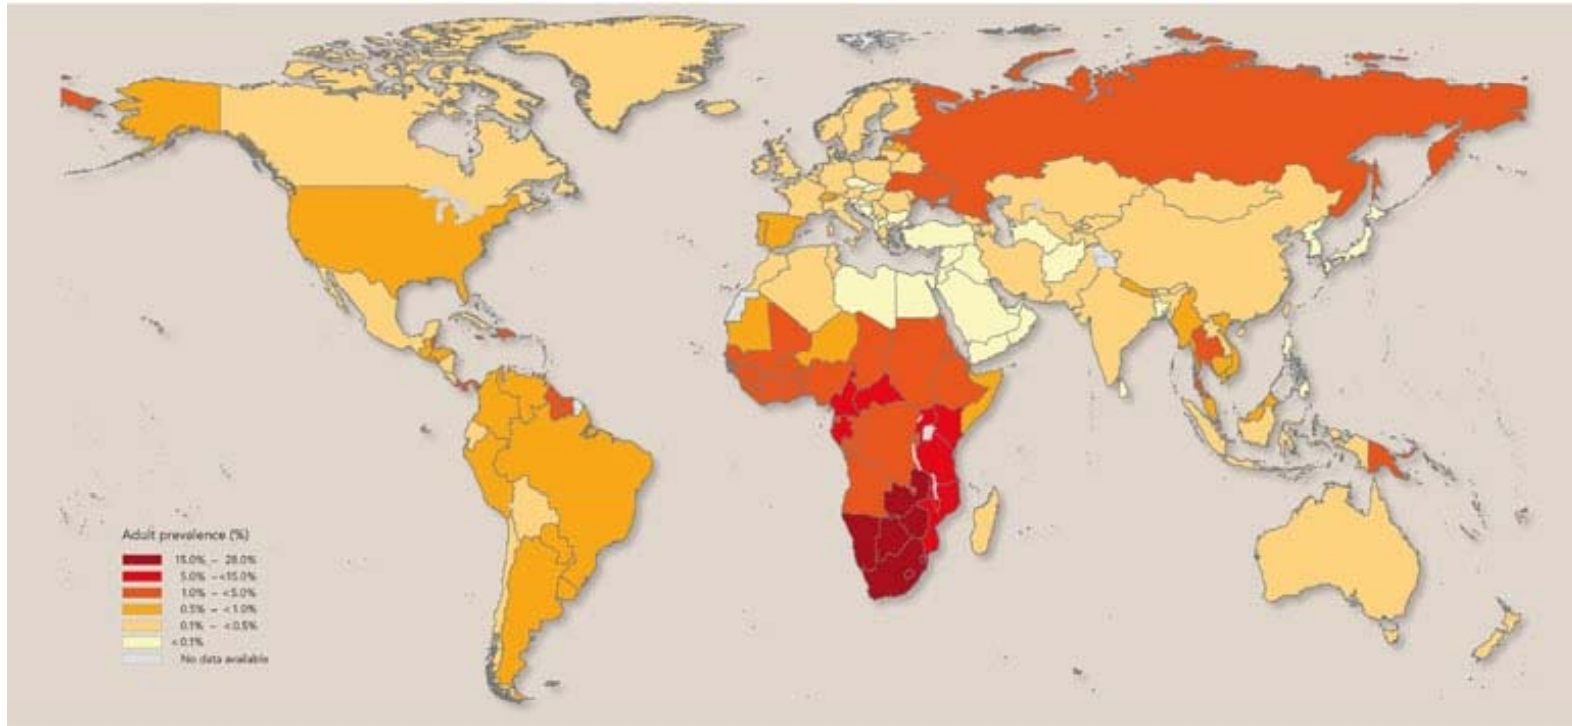 Adult prevalence (%)
15.0% – 28.0%
5.0% – <15.0%
1.0% – <5.0%
0.5% – <1.0%
0.1% – <0.5%
<0.1%
No data available